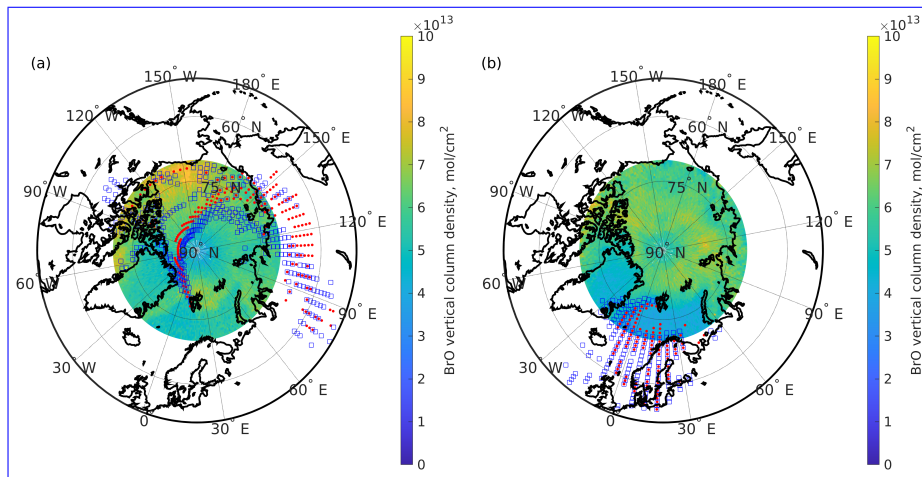 (a)
150° W
180° E
120° W
60° N
150° E
90° W
75° N
120° E
90° N
60° W
90° E
30° W
60° E
0
30° E
×10^13
10
9
8
7
6
5
4
3
2
1
0
BrO vertical column density, mol/cm^2
(b)
150° W
180° E
120° W
60° N
150° E
90° W
75° N
120° E
90° N
60° W
90° E
30° W
60° E
0
30° E
×10^13
10
9
8
7
6
5
4
3
2
1
0
BrO vertical column density, mol/cm^2